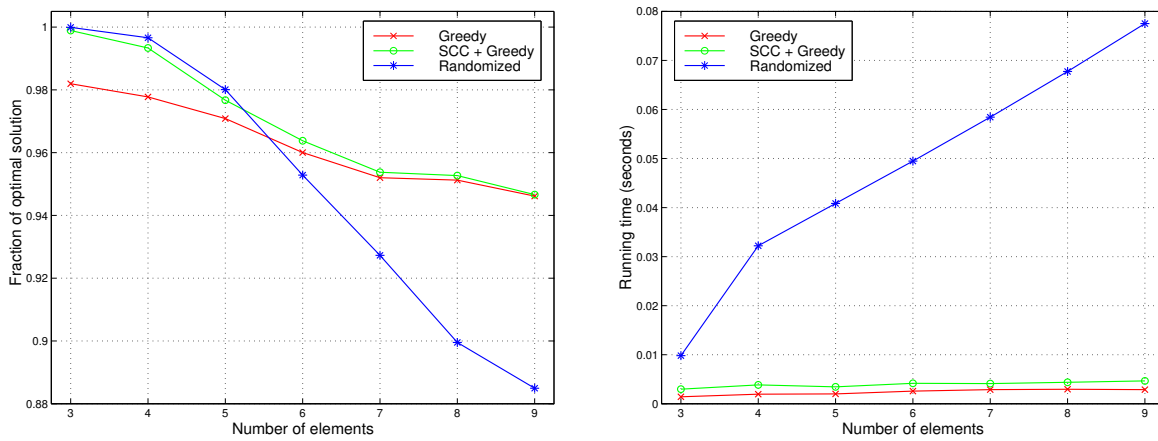 1
0.98
0.96
0.94
0.92
0.9
0.88
Fraction of optimal solution
3 4 5 6 7 8 9
Number of elements
Greedy
SCC + Greedy
Randomized
0.08
0.07
0.06
0.05
0.04
0.03
0.02
0.01
0
Running time (seconds)
3 4 5 6 7 8 9
Number of elements
Greedy
SCC + Greedy
Randomized